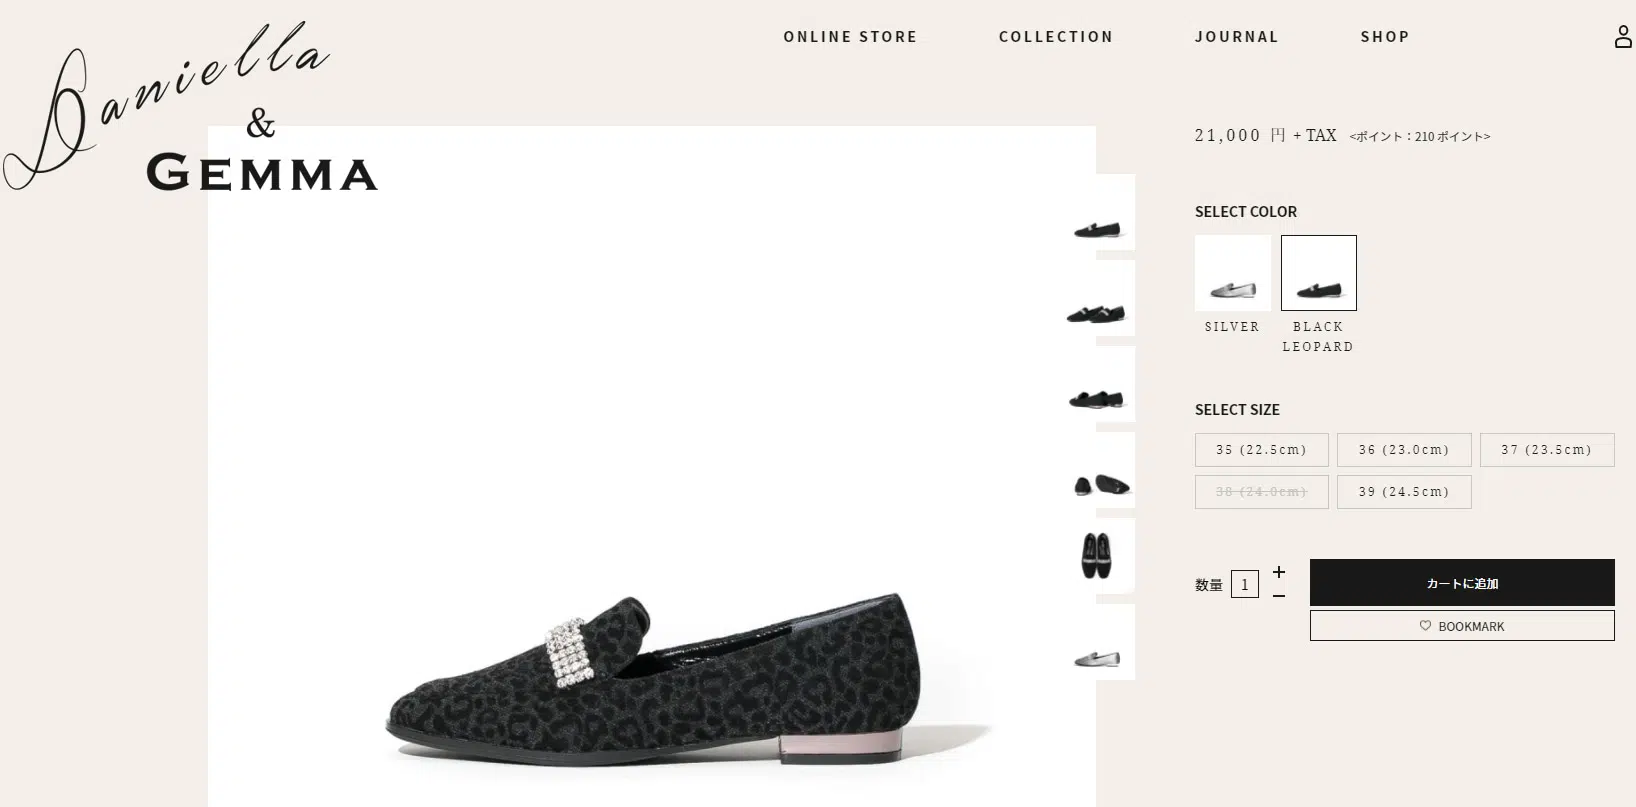 Daniella
&
GEMMA
ONLINE STORE COLLECTION JOURNAL SHOP
21,000 円 + TAX <ポイント：210 ポイント>
SELECT COLOR
SILVER
BLACK
LEOPARD
SELECT SIZE
35 (22.5cm) 36 (23.0cm) 37 (23.5cm)
38 (24.0cm) 39 (24.5cm)
数量 1 + − カートに追加
BOOKMARK